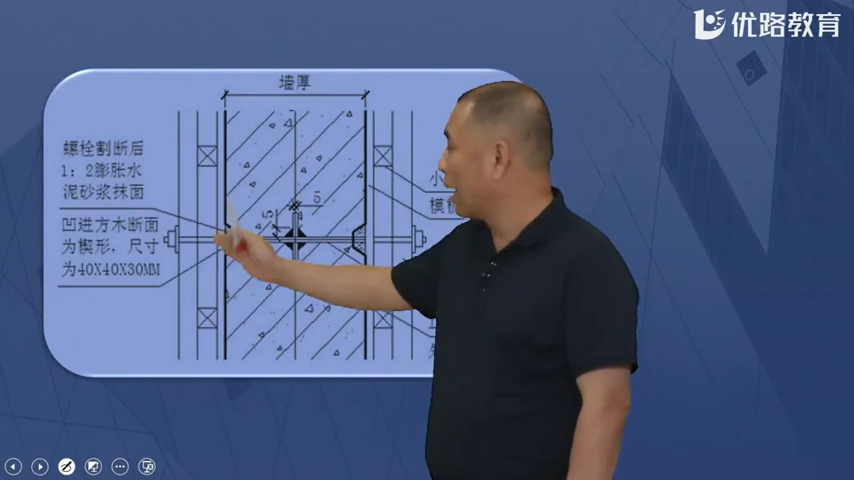 优路教育
墙厚
螺栓割断后
1：2膨胀水
泥砂浆抹面
凹进方木断面
为楔形，尺寸
为40X40X30MM
5
5
小
模